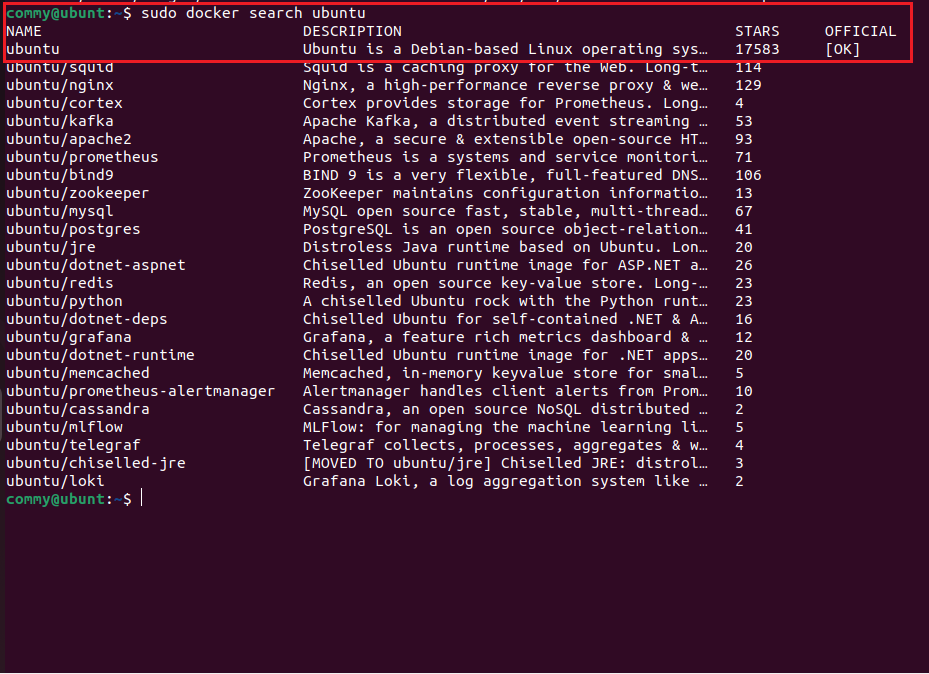 commy@ubunt:~$ sudo docker search ubuntu
NAME DESCRIPTION STARS OFFICIAL
ubuntu Ubuntu is a Debian-based Linux operating sys… 17583 [OK]
ubuntu/squid Squid is a caching proxy for the Web. Long-t… 114
ubuntu/nginx Nginx, a high-performance reverse proxy & we… 129
ubuntu/cortex Cortex provides storage for Prometheus. Long… 4
ubuntu/kafka Apache Kafka, a distributed event streaming … 53
ubuntu/apache2 Apache, a secure & extensible open-source HT… 93
ubuntu/prometheus Prometheus is a systems and service monitori… 71
ubuntu/bind9 BIND 9 is a very flexible, full-featured DNS… 106
ubuntu/zookeeper ZooKeeper maintains configuration informatio… 13
ubuntu/mysql MySQL open source fast, stable, multi-thread… 67
ubuntu/postgres PostgreSQL is an open source object-relation… 41
ubuntu/jre Distroless Java runtime based on Ubuntu. Lon… 20
ubuntu/dotnet-aspnet Chiselled Ubuntu runtime image for ASP.NET a… 26
ubuntu/redis Redis, an open source key-value store. Long-… 23
ubuntu/python A chiselled Ubuntu rock with the Python runt… 23
ubuntu/dotnet-deps Chiselled Ubuntu for self-contained .NET & A… 16
ubuntu/grafana Grafana, a feature rich metrics dashboard & … 12
ubuntu/dotnet-runtime Chiselled Ubuntu runtime image for .NET apps… 20
ubuntu/memcached Memcached, in-memory keyvalue store for smal… 5
ubuntu/prometheus-alertmanager Alertmanager handles client alerts from Prom… 10
ubuntu/cassandra Cassandra, an open source NoSQL distributed … 2
ubuntu/mlflow MLFlow: for managing the machine learning li… 5
ubuntu/telegraf Telegraf collects, processes, aggregates & w… 4
ubuntu/chiselled-jre [MOVED TO ubuntu/jre] Chiselled JRE: distrol… 3
ubuntu/loki Grafana Loki, a log aggregation system like … 2
commy@ubunt:~$